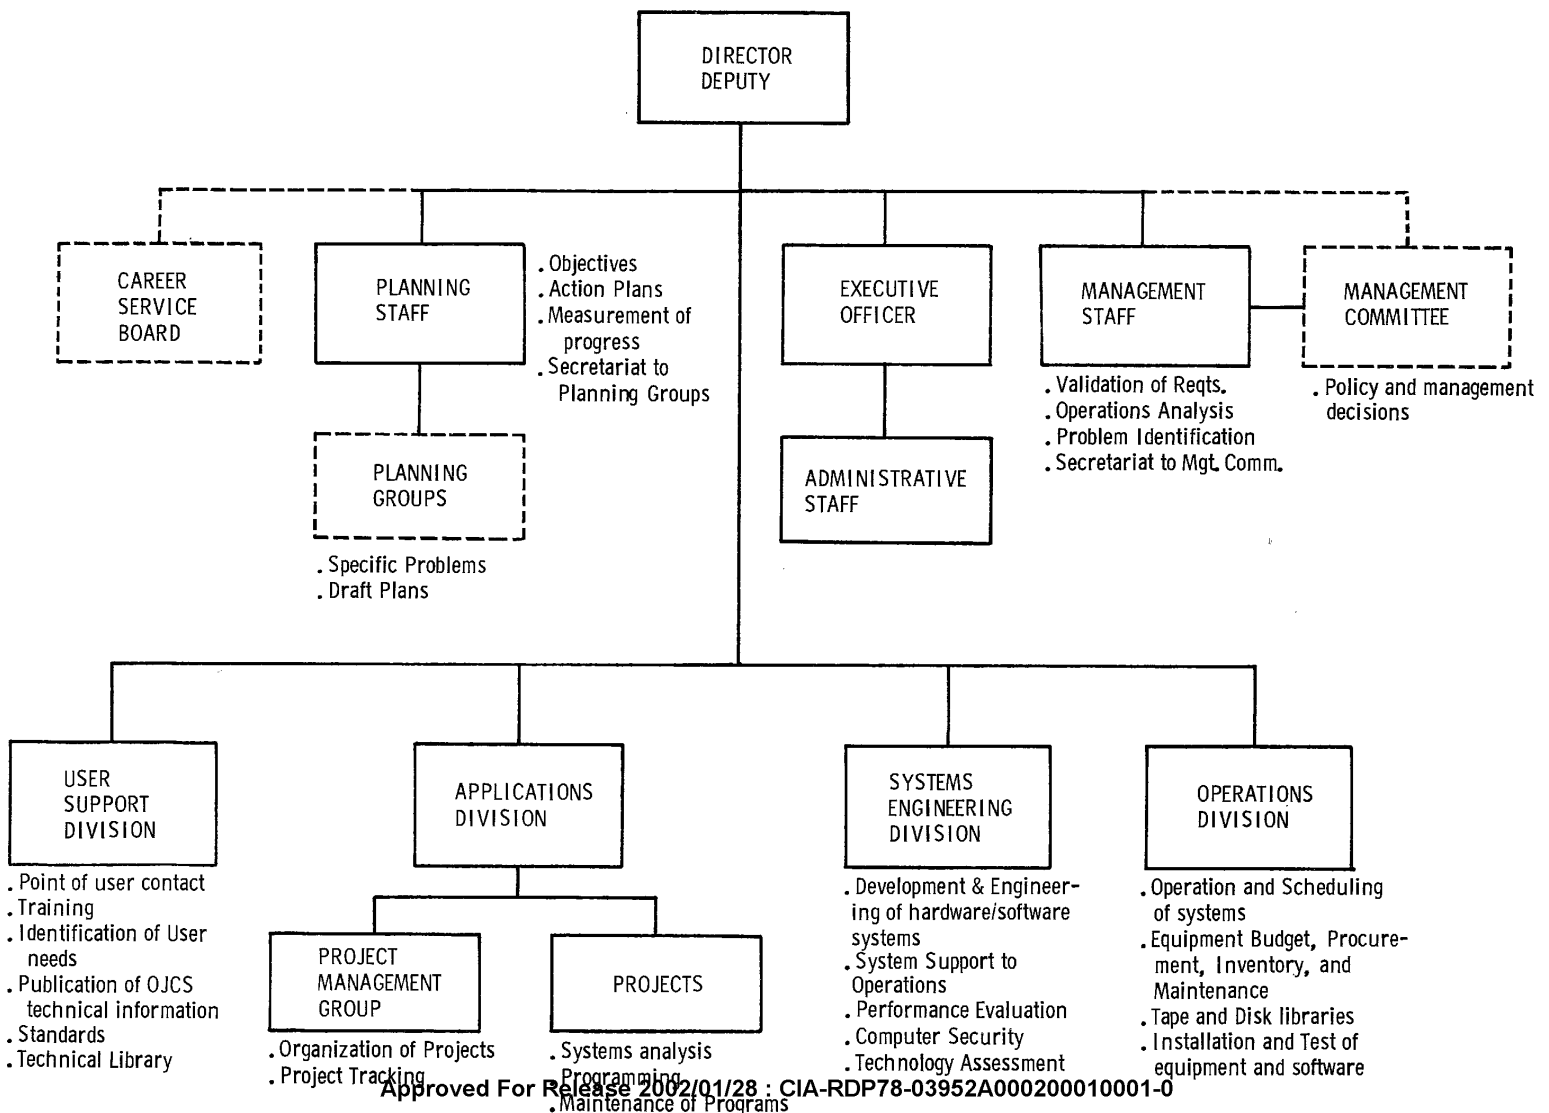 DIRECTOR
DEPUTY
CAREER
SERVICE
BOARD
PLANNING
STAFF
. Objectives
. Action Plans
. Measurement of
progress
. Secretariat to
Planning Groups
EXECUTIVE
OFFICER
MANAGEMENT
STAFF
MANAGEMENT
COMMITTEE
. Validation of Reqts.
. Operations Analysis
. Problem Identification
. Secretariat to Mgt. Comm.
. Policy and management
decisions
PLANNING
GROUPS
. Specific Problems
. Draft Plans
ADMINISTRATIVE
STAFF
USER
SUPPORT
DIVISION
. Point of user contact
. Training
. Identification of User
needs
. Publication of OJCS
technical information
. Standards
. Technical Library
APPLICATIONS
DIVISION
PROJECT
MANAGEMENT
GROUP
. Organization of Projects
. Project Tracking
PROJECTS
. Systems analysis
. Programming
. Maintenance of Programs
SYSTEMS
ENGINEERING
DIVISION
. Development & Engineer-
ing of hardware/software
systems
. System Support to
Operations
. Performance Evaluation
. Computer Security
. Technology Assessment
OPERATIONS
DIVISION
. Operation and Scheduling
of systems
. Equipment Budget, Procure-
ment, Inventory, and
Maintenance
. Tape and Disk libraries
. Installation and Test of
equipment and software
Approved For Release 2002/01/28 : CIA-RDP78-03952A000200010001-0